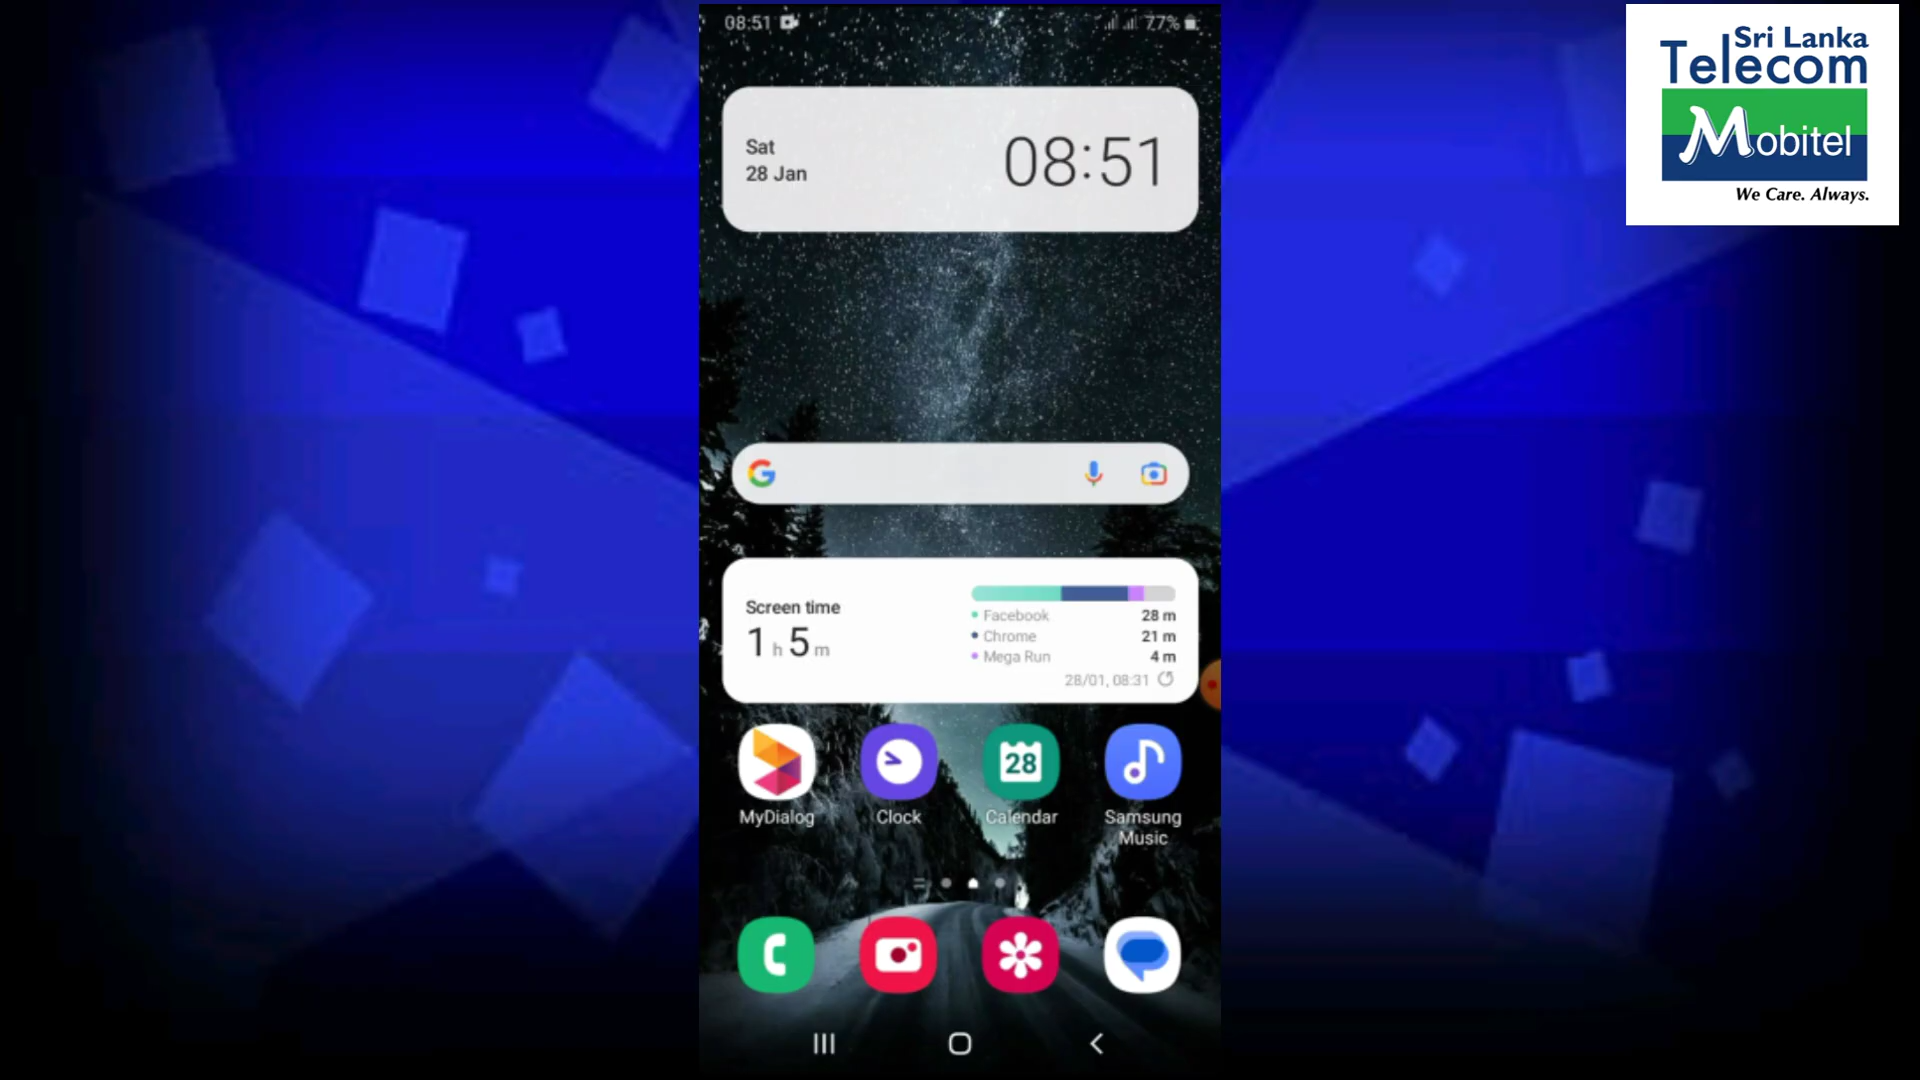 08:51
77%
Sri Lanka
Telecom
Mobitel
We Care. Always.
Sat
28 Jan
08:51
Screen time
1 h 5 m
Facebook 28 m
Chrome 21 m
Mega Run 4 m
28/01, 08:31
28
MyDialog
Clock
Calendar
Samsung
Music